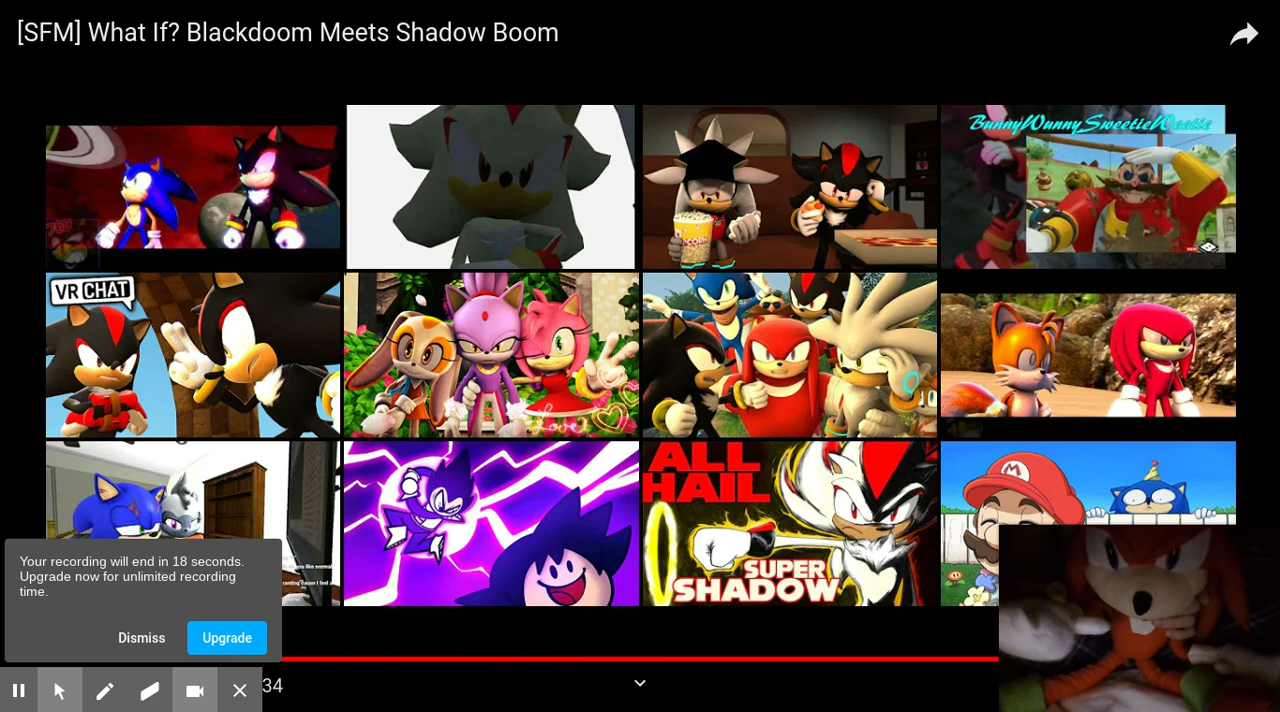 [SFM] What If? Blackdoom Meets Shadow Boom
BunnyWunnySweetieWeetie
VR CHAT
Love
ALL
HAIL
SUPER
SHADOW
M
Your recording will end in 18 seconds.
Upgrade now for unlimited recording
time.
Dismiss
Upgrade
34